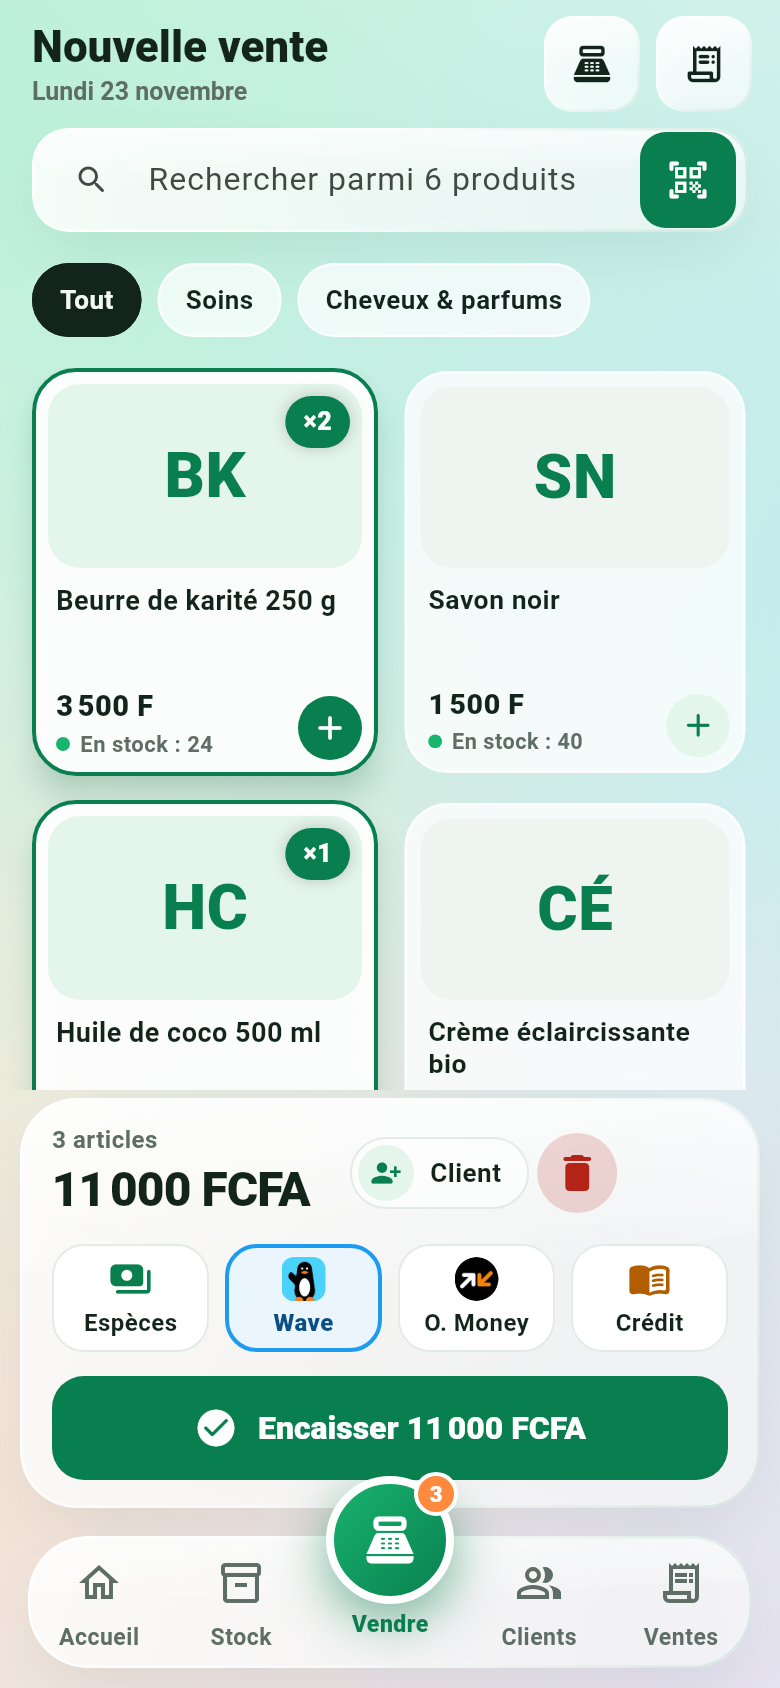 Nouvelle vente
Lundi 23 novembre
Rechercher parmi 6 produits
Tout
Soins
Cheveux & parfums
×2
BK
SN
Beurre de karité 250 g
Savon noir
3 500 F
1 500 F
En stock : 24
En stock : 40
×1
HC
CÉ
Huile de coco 500 ml
Crème éclaircissante
bio
3 articles
11 000 FCFA
Client
Espèces
Wave
O. Money
Crédit
Encaisser 11 000 FCFA
3
Accueil
Stock
Vendre
Clients
Ventes